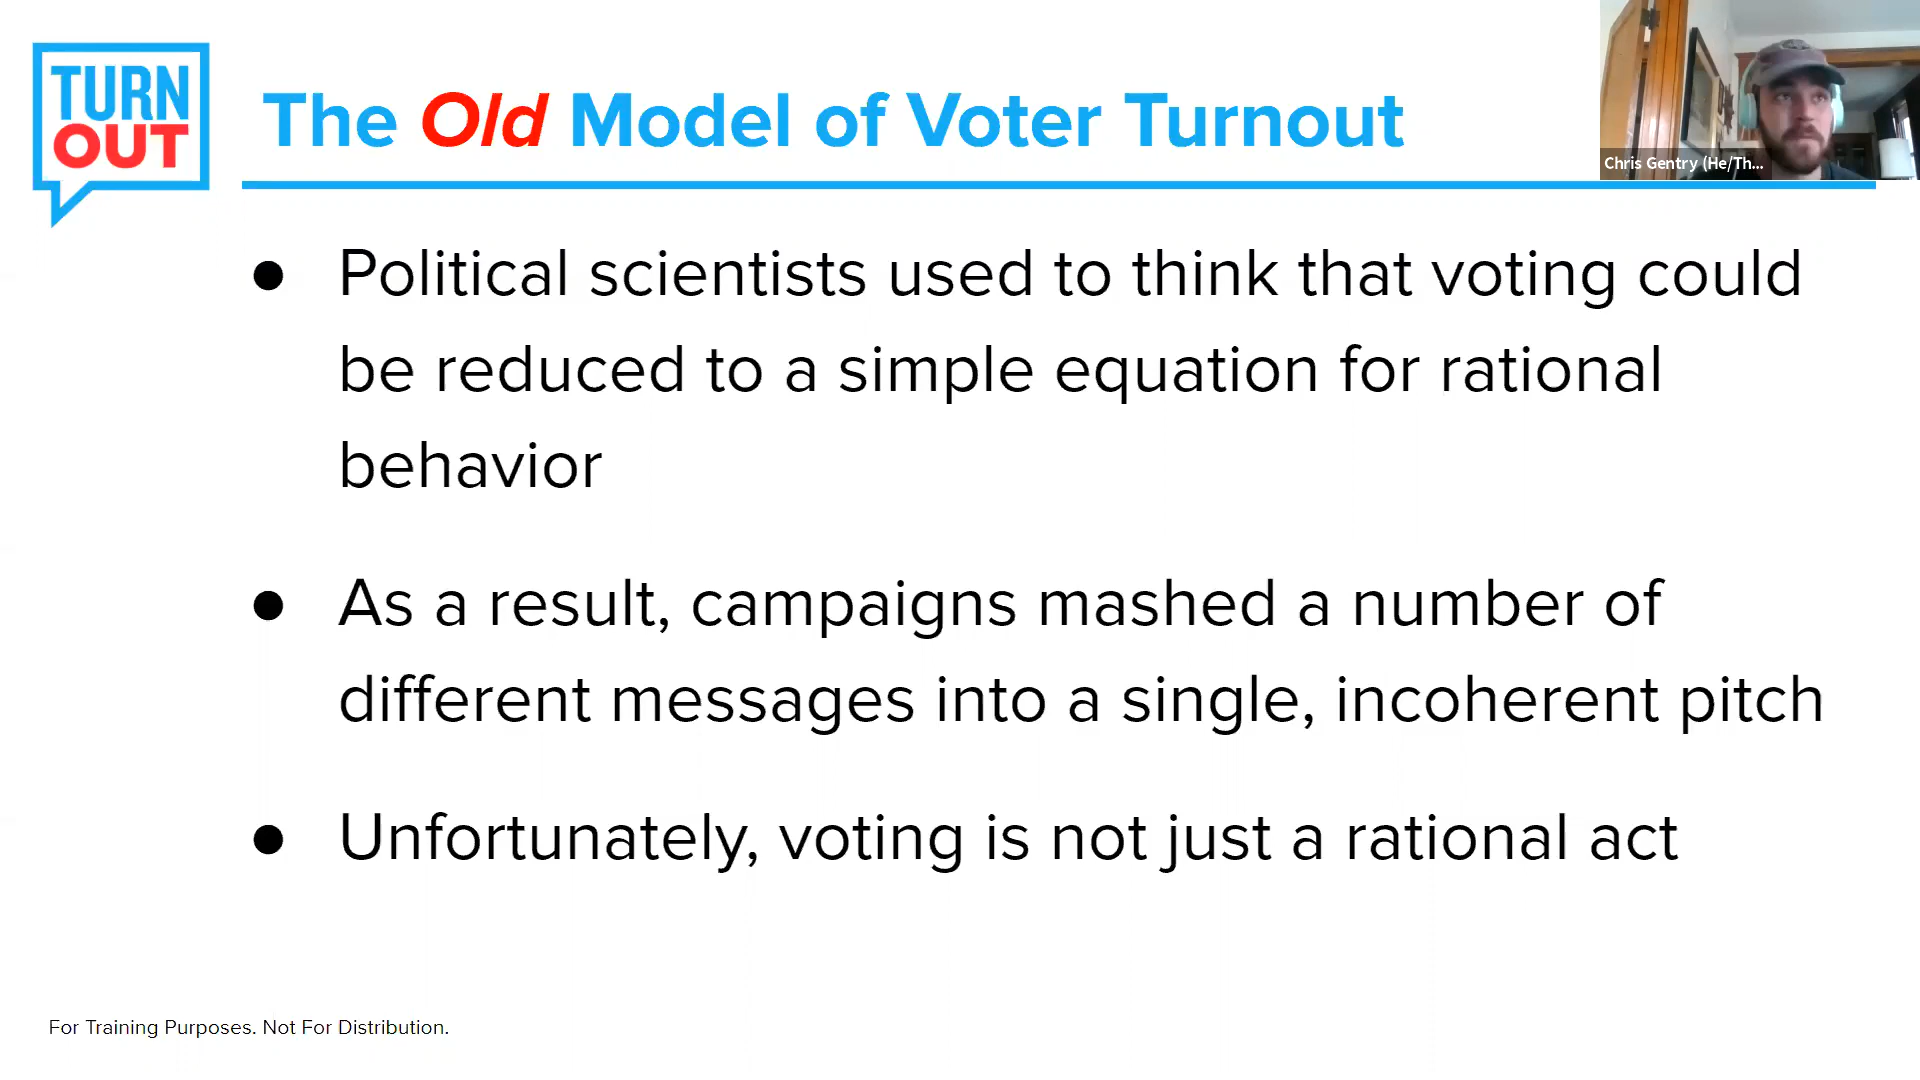 TURN
OUT
The Old Model of Voter Turnout
Chris Gentry (He/Th...
● Political scientists used to think that voting could
be reduced to a simple equation for rational
behavior
● As a result, campaigns mashed a number of
different messages into a single, incoherent pitch
● Unfortunately, voting is not just a rational act
For Training Purposes. Not For Distribution.